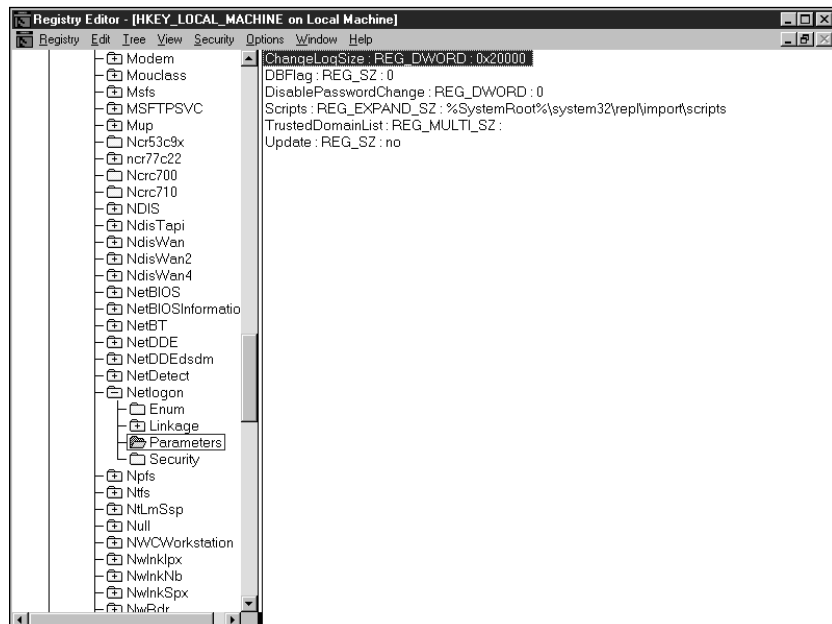 Registry Editor - [HKEY_LOCAL_MACHINE on Local Machine]
Registry Edit Tree View Security Options Window Help
Modem
Mouclass
Msfs
MSFTPSVC
Mup
Ncr53c9x
ncr77c22
Ncrc700
Ncrc710
NDIS
NdisTapi
NdisWan
NdisWan2
NdisWan4
NetBIOS
NetBIOSInformatio
NetBT
NetDDE
NetDDEdsdm
NetDetect
Netlogon
Enum
Linkage
Parameters
Security
Npfs
Ntfs
NtLmSsp
Null
NWCWorkstation
NwlnkIpx
NwlnkNb
NwlnkSpx
NwRdr
ChangeLogSize : REG_DWORD : 0x20000
DBFlag : REG_SZ : 0
DisablePasswordChange : REG_DWORD : 0
Scripts : REG_EXPAND_SZ : %SystemRoot%\system32\repl\import\scripts
TrustedDomainList : REG_MULTI_SZ :
Update : REG_SZ : no